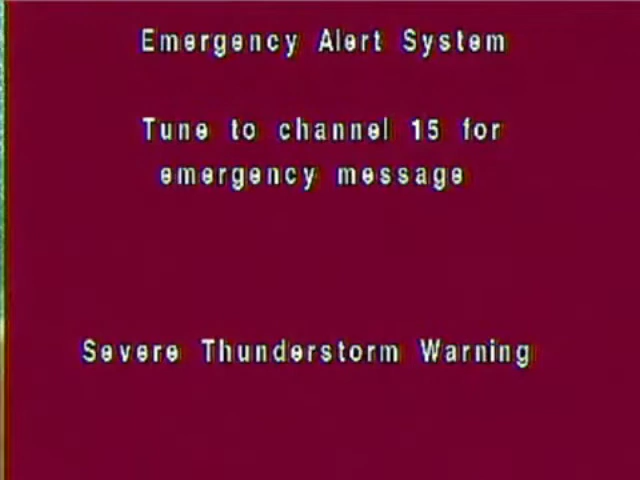 Emergency Alert System
Tune to channel 15 for
emergency message
Severe Thunderstorm Warning